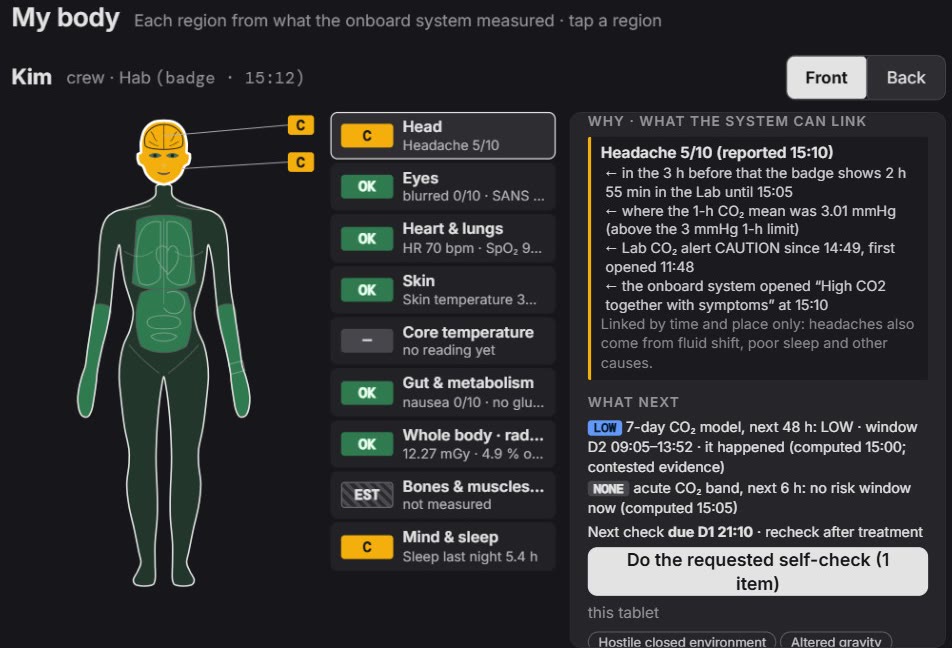 My body Each region from what the onboard system measured · tap a region
Kim crew · Hab (badge · 15:12)
Front Back
C
C
C Head
Headache 5/10
OK Eyes
blurred 0/10 · SANS ...
OK Heart & lungs
HR 70 bpm · SpO₂ 9...
OK Skin
Skin temperature 3...
– Core temperature
no reading yet
OK Gut & metabolism
nausea 0/10 · no glu...
OK Whole body · rad...
12.27 mGy · 4.9 % o...
EST Bones & muscles...
not measured
C Mind & sleep
Sleep last night 5.4 h
WHY · WHAT THE SYSTEM CAN LINK
Headache 5/10 (reported 15:10)
← in the 3 h before that the badge shows 2 h
55 min in the Lab until 15:05
← where the 1-h CO₂ mean was 3.01 mmHg
(above the 3 mmHg 1-h limit)
← Lab CO₂ alert CAUTION since 14:49, first
opened 11:48
← the onboard system opened “High CO2
together with symptoms” at 15:10
Linked by time and place only: headaches also
come from fluid shift, poor sleep and other
causes.
WHAT NEXT
LOW 7-day CO₂ model, next 48 h: LOW · window
D2 09:05–13:52 · it happened (computed 15:00;
contested evidence)
NONE acute CO₂ band, next 6 h: no risk window
now (computed 15:05)
Next check due D1 21:10 · recheck after treatment
Do the requested self-check (1
item)
this tablet
Hostile closed environment Altered gravity